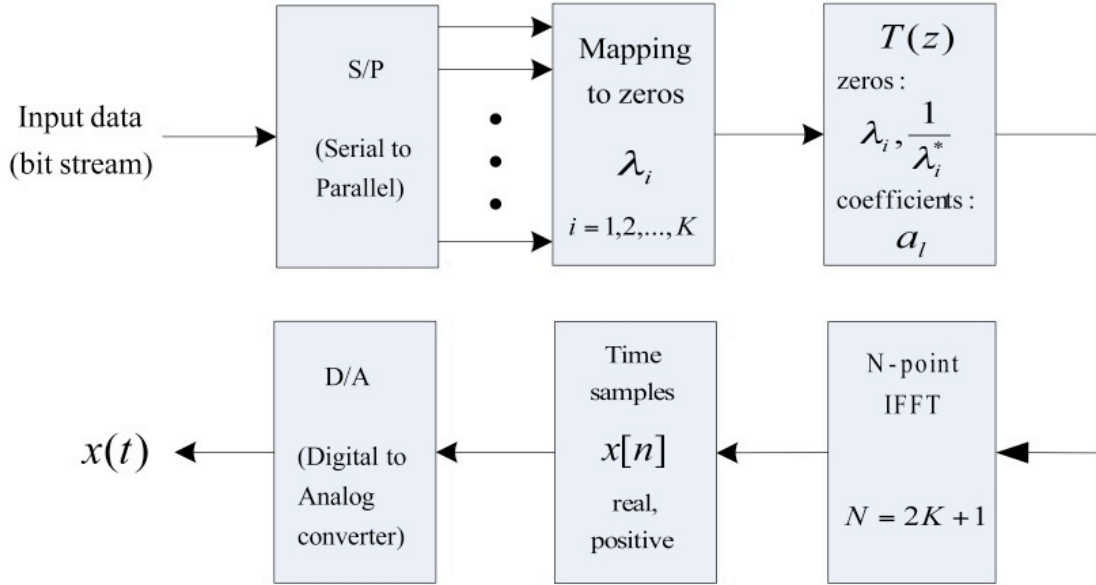 Input data
(bit stream)
S/P
(Serial to
Parallel)
Mapping
to zeros
λ_i
i = 1,2,..., K
T(z)
zeros :
λ_i , 1/λ_i^*
coefficients :
a_l
N-point
IFFT
N = 2K + 1
Time
samples
x[n]
real,
positive
D/A
(Digital to
Analog
converter)
x(t)